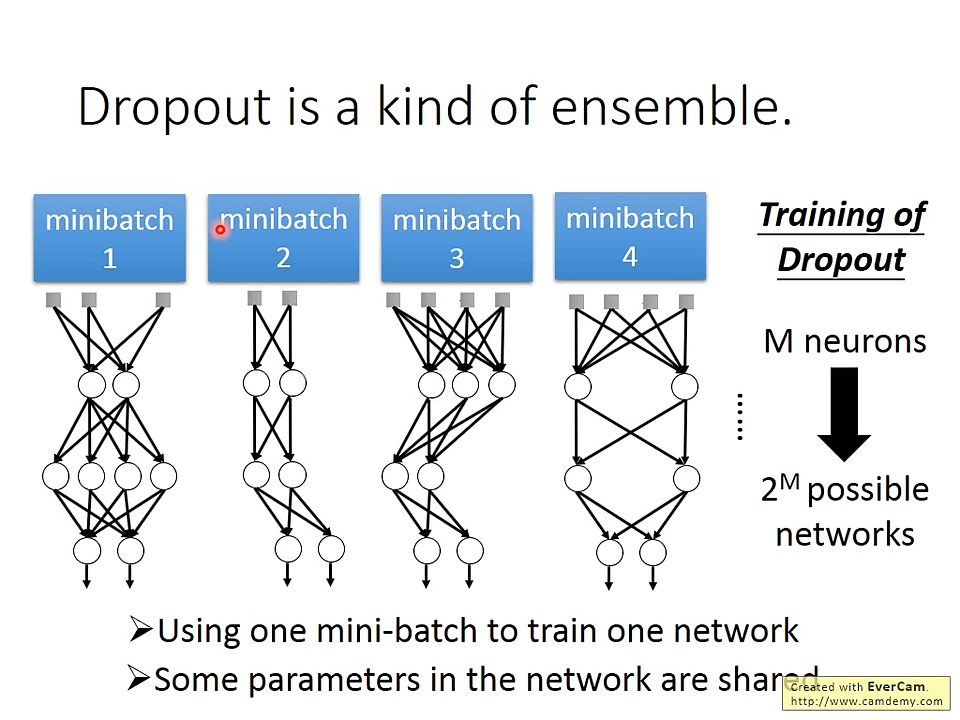 Dropout is a kind of ensemble.
minibatch
1
minibatch
2
minibatch
3
minibatch
4
Training of
Dropout
M neurons
......
2ᴹ possible
networks
➢Using one mini-batch to train one network
➢Some parameters in the network are shared
Created with EverCam.
http://www.camdemy.com